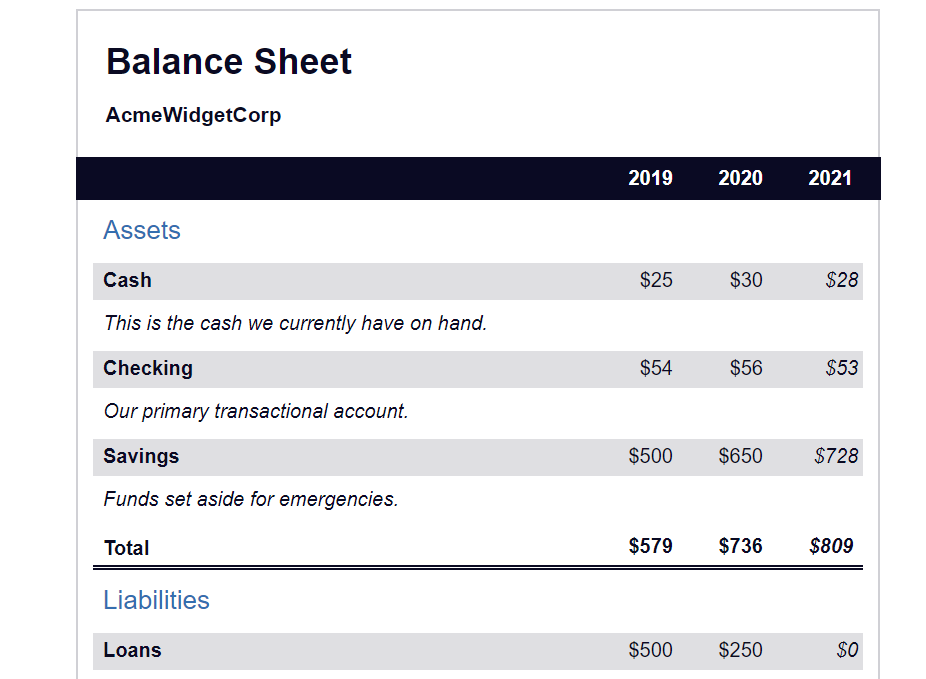 Balance Sheet
AcmeWidgetCorp
2019 2020 2021
Assets
Cash $25 $30 $28
This is the cash we currently have on hand.
Checking $54 $56 $53
Our primary transactional account.
Savings $500 $650 $728
Funds set aside for emergencies.
Total $579 $736 $809
Liabilities
Loans $500 $250 $0